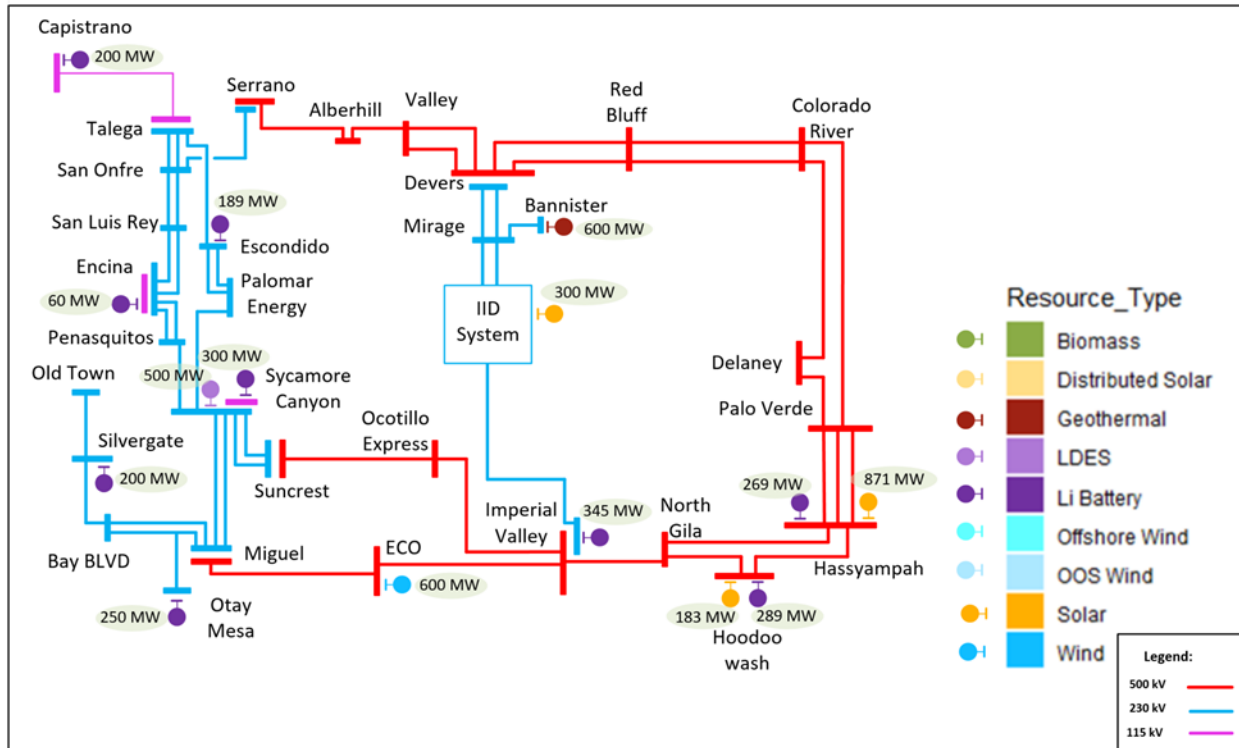 Capistrano
200 MW
Serrano
Alberhill
Valley
Red
Bluff
Colorado
River
Talega
San Onfre
189 MW
Devers
Bannister
Mirage
600 MW
San Luis Rey
Escondido
Encina
Palomar
Energy
60 MW
IID
System
300 MW
Penasquitos
300 MW
500 MW
Sycamore
Canyon
Old Town
Delaney
Palo Verde
Ocotillo
Express
Silvergate
200 MW
Suncrest
269 MW
871 MW
Imperial
Valley
345 MW
North
Gila
Bay BLVD
Miguel
ECO
600 MW
Hassyampah
250 MW
Otay
Mesa
183 MW
289 MW
Hoodoo
wash
Resource_Type
Biomass
Distributed Solar
Geothermal
LDES
Li Battery
Offshore Wind
OOS Wind
Solar
Wind
Legend:
500 kV
230 kV
115 kV